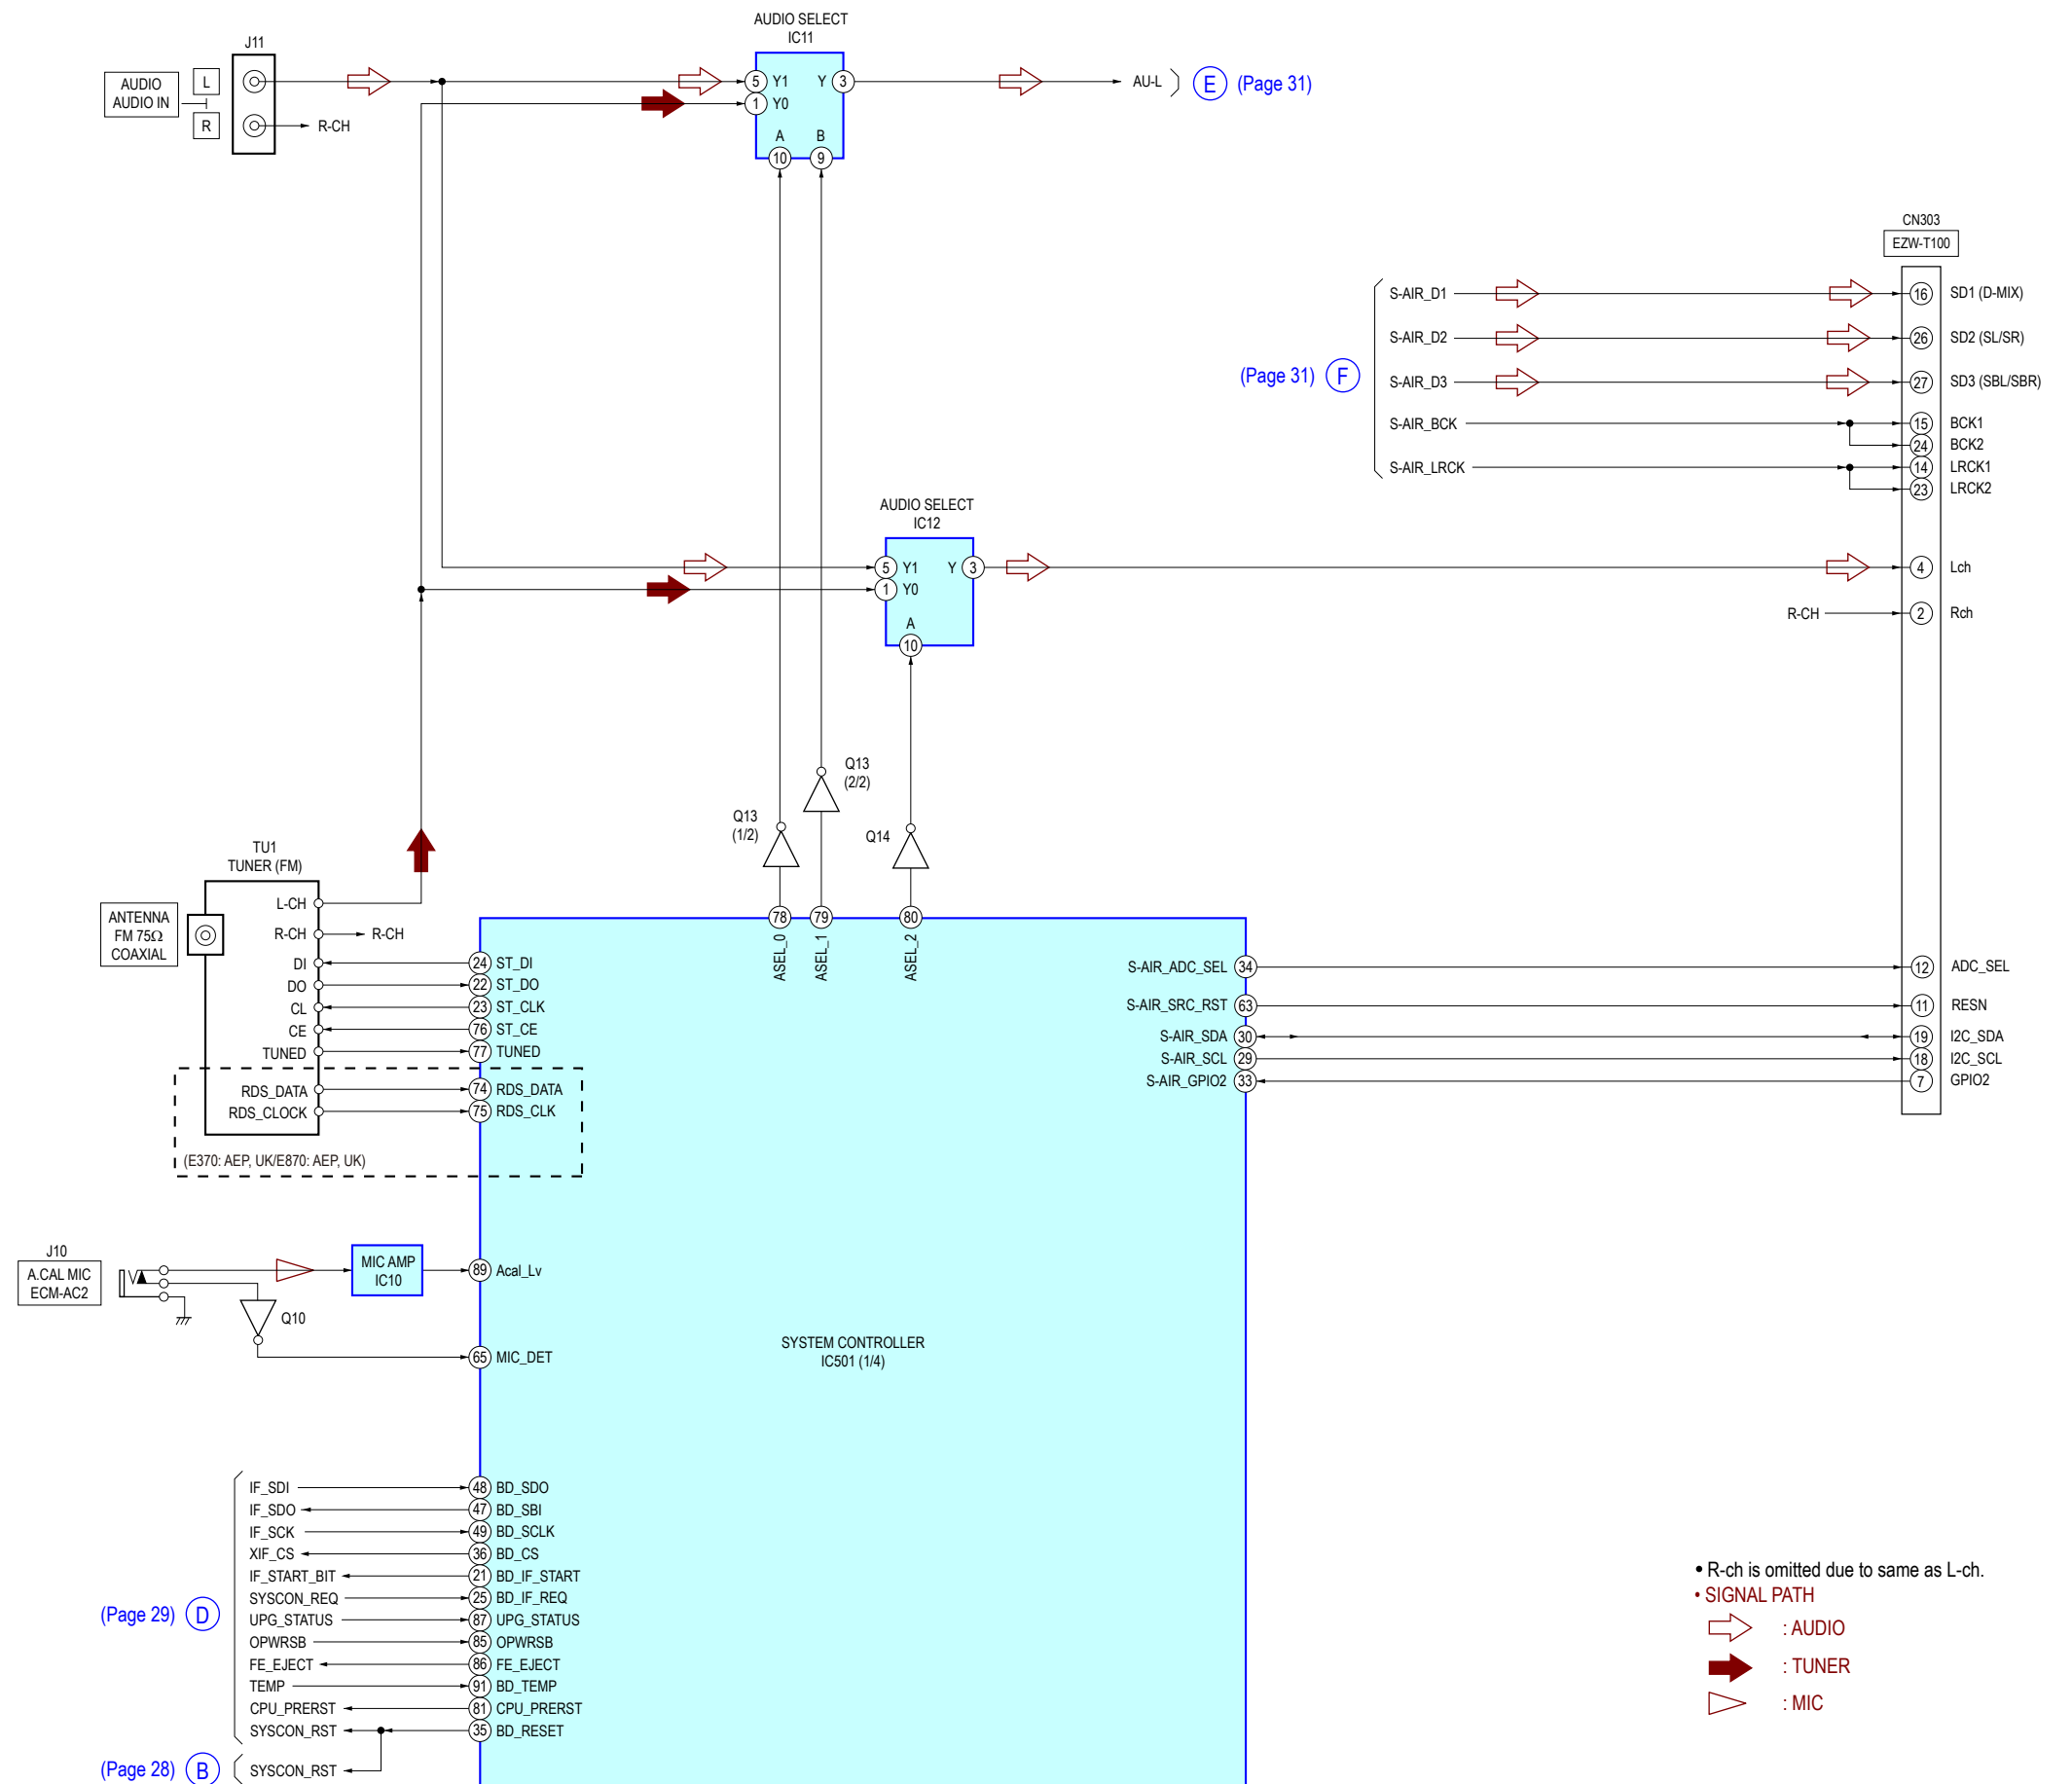 AUDIO SELECT
IC11
J11
AUDIO
AUDIO IN
L
R
R-CH
5 Y1
1 Y0
Y 3
A
B
10
9
AU-L
E (Page 31)
CN303
EZW-T100
(Page 31) F
S-AIR_D1
16 SD1 (D-MIX)
S-AIR_D2
26 SD2 (SL/SR)
S-AIR_D3
27 SD3 (SBL/SBR)
S-AIR_BCK
15 BCK1
24 BCK2
S-AIR_LRCK
14 LRCK1
23 LRCK2
AUDIO SELECT
IC12
5 Y1
1 Y0
Y 3
A
10
4 Lch
R-CH
2 Rch
Q13
(2/2)
Q13
(1/2)
Q14
TU1
TUNER (FM)
ANTENNA
FM 75Ω
COAXIAL
L-CH
R-CH
R-CH
DI
24 ST_DI
DO
22 ST_DO
CL
23 ST_CLK
CE
76 ST_CE
TUNED
77 TUNED
RDS_DATA
74 RDS_DATA
RDS_CLOCK
75 RDS_CLK
(E370: AEP, UK/E870: AEP, UK)
78
ASEL_0
79
ASEL_1
80
ASEL_2
S-AIR_ADC_SEL 34
12 ADC_SEL
S-AIR_SRC_RST 63
11 RESN
S-AIR_SDA 30
19 I2C_SDA
S-AIR_SCL 29
18 I2C_SCL
S-AIR_GPIO2 33
7 GPIO2
J10
A.CAL MIC
ECM-AC2
MIC AMP
IC10
89 Acal_Lv
Q10
65 MIC_DET
SYSTEM CONTROLLER
IC501 (1/4)
(Page 29) D
IF_SDI
48 BD_SDO
IF_SDO
47 BD_SBI
IF_SCK
49 BD_SCLK
XIF_CS
36 BD_CS
IF_START_BIT
21 BD_IF_START
SYSCON_REQ
25 BD_IF_REQ
UPG_STATUS
87 UPG_STATUS
OPWRSB
85 OPWRSB
FE_EJECT
86 FE_EJECT
TEMP
91 BD_TEMP
CPU_PRERST
81 CPU_PRERST
SYSCON_RST
35 BD_RESET
(Page 28) B
SYSCON_RST
• R-ch is omitted due to same as L-ch.
• SIGNAL PATH
: AUDIO
: TUNER
: MIC